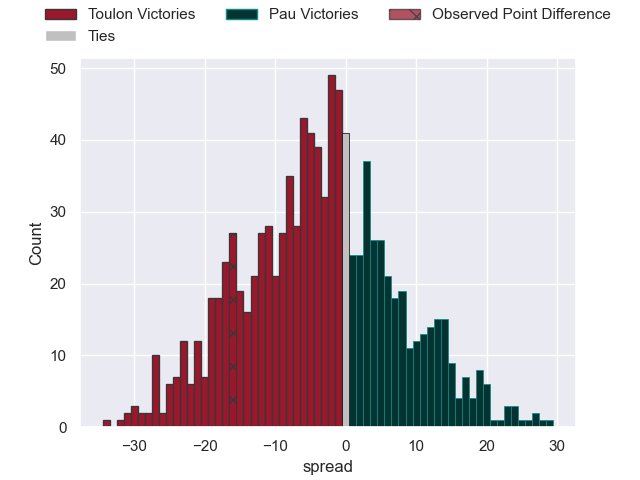 Toulon Victories
Pau Victories
Observed Point Difference
Ties
50
40
30
20
10
0
Count
−30
−20
−10
0
10
20
30
spread